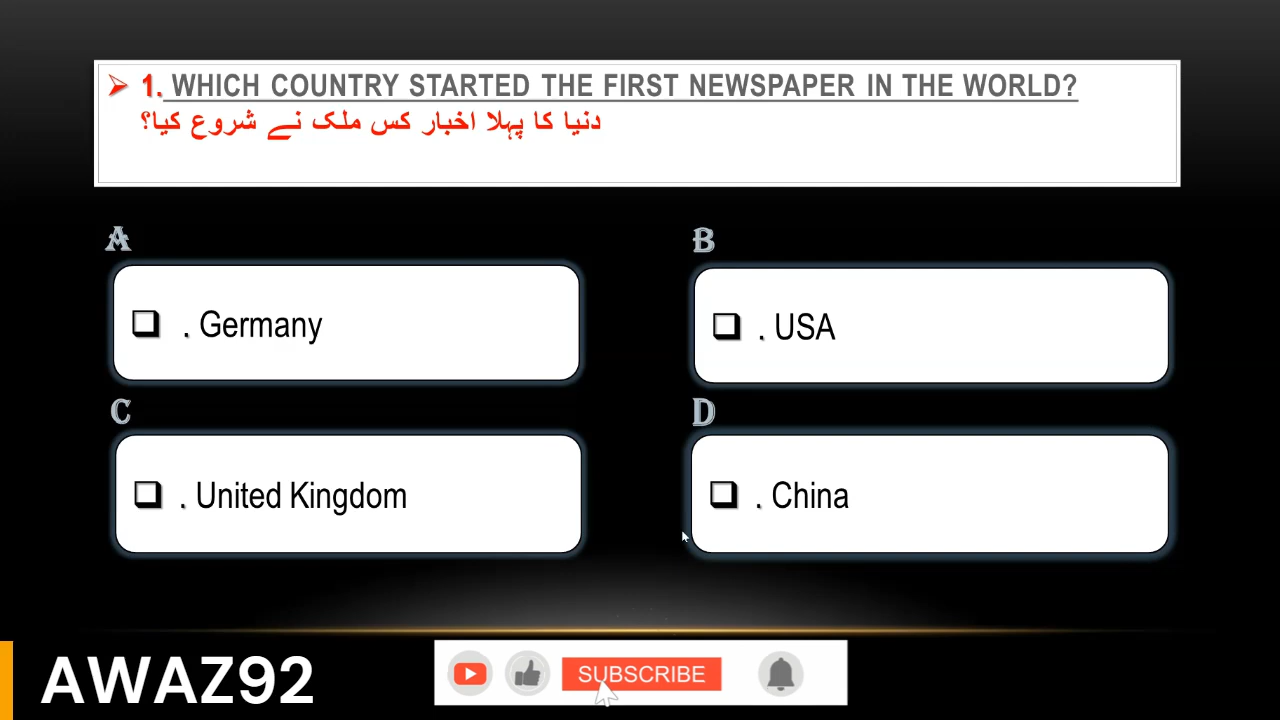 1. WHICH COUNTRY STARTED THE FIRST NEWSPAPER IN THE WORLD?
دنیا کا پہلا اخبار کس ملک نے شروع کیا؟
A
. Germany
B
. USA
C
. United Kingdom
D
. China
AWAZ92
SUBSCRIBE